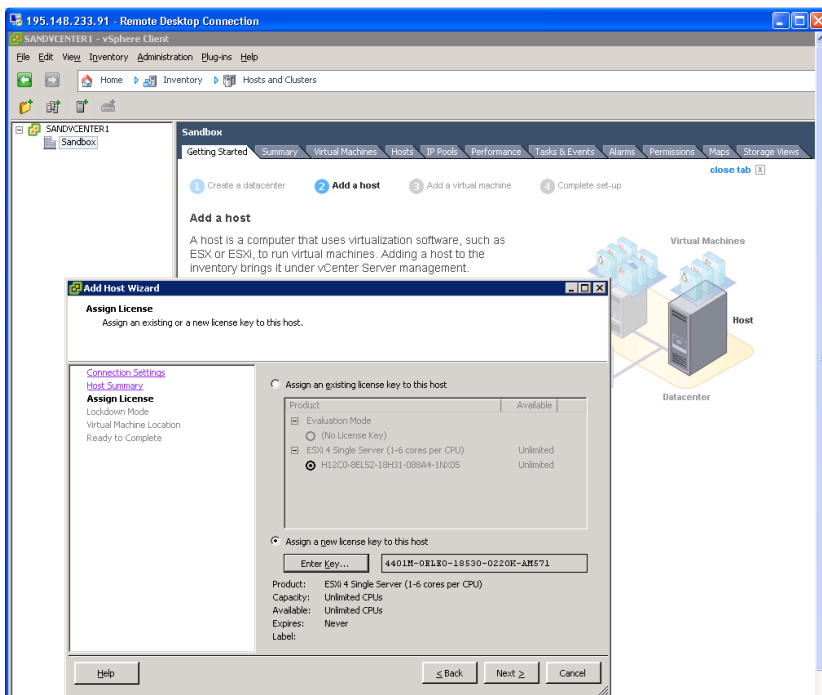 195.148.233.91 - Remote Desktop Connection
SANDVCENTER1 - vSphere Client
File Edit View Inventory Administration Plug-ins Help
Home Inventory Hosts and Clusters
SANDVCENTER1
Sandbox
Sandbox
Getting Started Summary Virtual Machines Hosts IP Pools Performance Tasks & Events Alarms Permissions Maps Storage Views
close tab X
1 Create a datacenter 2 Add a host 3 Add a virtual machine 4 Complete set-up
Add a host
A host is a computer that uses virtualization software, such as
ESX or ESXi, to run virtual machines. Adding a host to the
inventory brings it under vCenter Server management.
Virtual Machines
Host
Datacenter
Add Host Wizard
Assign License
Assign an existing or a new license key to this host.
Connection Settings
Host Summary
Assign License
Lockdown Mode
Virtual Machine Location
Ready to Complete
Assign an existing license key to this host
Product Available
Evaluation Mode
(No License Key)
ESXi 4 Single Server (1-6 cores per CPU) Unlimited
H12C0-8EL52-18H31-088A4-1NX05 Unlimited
Assign a new license key to this host
Enter Key... 4401M-0ELE0-18530-0220K-AM571
Product: ESXi 4 Single Server (1-6 cores per CPU)
Capacity: Unlimited CPUs
Available: Unlimited CPUs
Expires: Never
Label:
Help < Back Next > Cancel